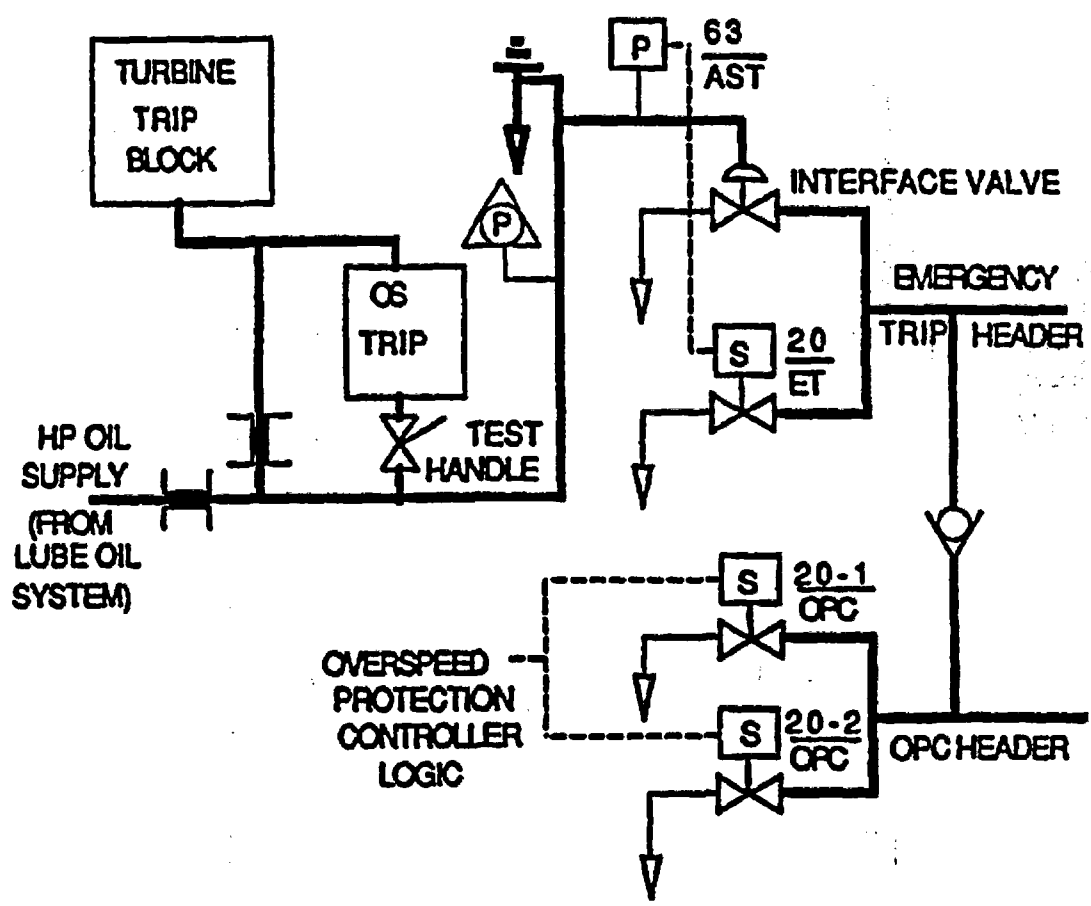 TURBINE
TRIP
BLOCK
P
63
AST
INTERFACE VALVE
P
OS
TRIP
EMERGENCY
TRIP HEADER
S
20
ET
HP OIL
SUPPLY
(FROM
LUBE OIL
SYSTEM)
TEST
HANDLE
S
20-1
OPC
OVERSPEED
PROTECTION
CONTROLLER
LOGIC
S
20-2
OPC
OPC HEADER